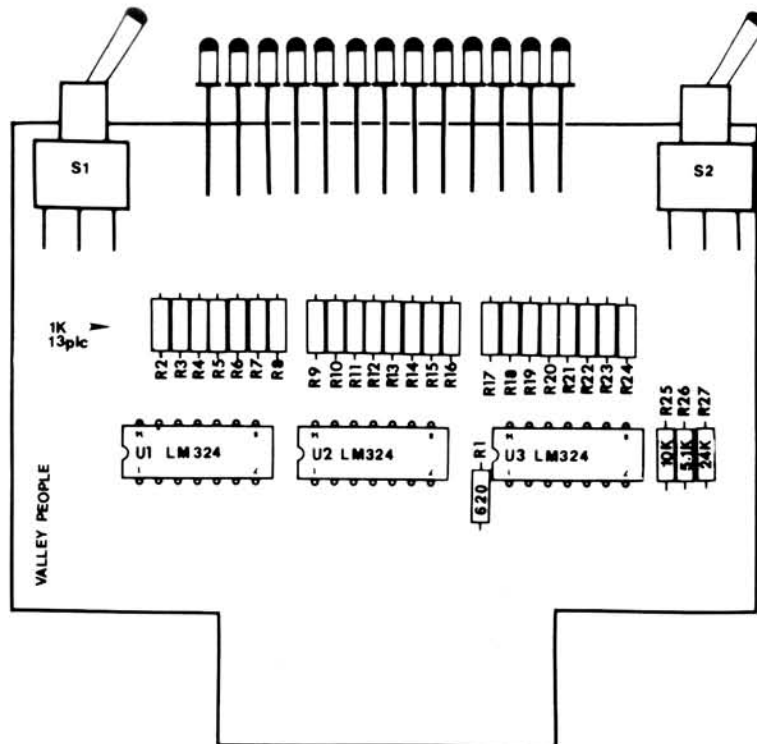 S1
S2
1K
13plc
R2 R3 R4 R5 R6 R7 R8
R9 R10 R11 R12 R13 R14 R15 R16
R17 R18 R19 R20 R21 R22 R23 R24
R25 R26 R27
10K 5.1K 24K
U1 LM324
U2 LM324
R1
620
U3 LM324
VALLEY PEOPLE